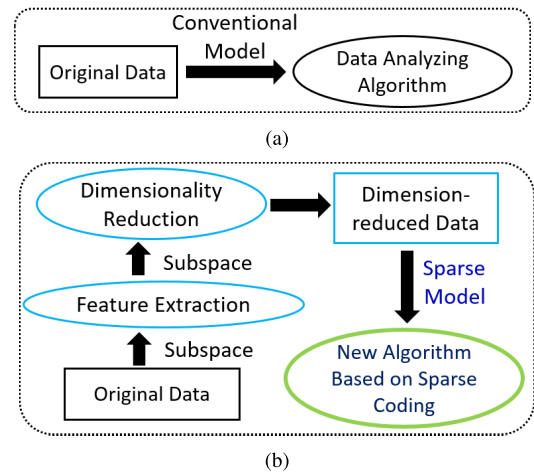 Conventional
Model
Original Data
Data Analyzing
Algorithm
(a)
Dimensionality
Reduction
Dimension-
reduced Data
Subspace
Sparse
Model
Feature Extraction
Subspace
New Algorithm
Based on Sparse
Coding
Original Data
(b)